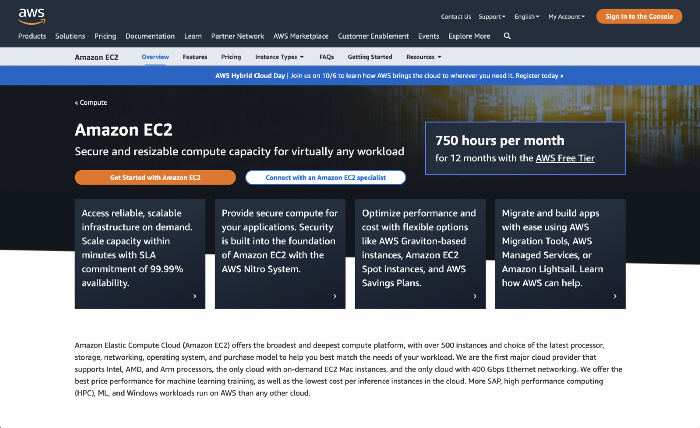 aws
Contact Us Support English My Account Sign In to the Console
Products Solutions Pricing Documentation Learn Partner Network AWS Marketplace Customer Enablement Events Explore More
Amazon EC2 Overview Features Pricing Instance Types FAQs Getting Started Resources
AWS Hybrid Cloud Day | Join us on 10/6 to learn how AWS brings the cloud to wherever you need it. Register today »
« Compute
Amazon EC2
Secure and resizable compute capacity for virtually any workload
750 hours per month
for 12 months with the AWS Free Tier
Get Started with Amazon EC2
Connect with an Amazon EC2 specialist
Access reliable, scalable
infrastructure on demand.
Scale capacity within
minutes with SLA
commitment of 99.99%
availability.
›
Provide secure compute for
your applications. Security
is built into the foundation
of Amazon EC2 with the
AWS Nitro System.
›
Optimize performance and
cost with flexible options
like AWS Graviton-based
instances, Amazon EC2
Spot instances, and AWS
Savings Plans.
›
Migrate and build apps
with ease using AWS
Migration Tools, AWS
Managed Services, or
Amazon Lightsail. Learn
how AWS can help.
›
Amazon Elastic Compute Cloud (Amazon EC2) offers the broadest and deepest compute platform, with over 500 instances and choice of the latest processor,
storage, networking, operating system, and purchase model to help you best match the needs of your workload. We are the first major cloud provider that
supports Intel, AMD, and Arm processors, the only cloud with on-demand EC2 Mac instances, and the only cloud with 400 Gbps Ethernet networking. We offer the
best price performance for machine learning training, as well as the lowest cost per inference instances in the cloud. More SAP, high performance computing
(HPC), ML, and Windows workloads run on AWS than any other cloud.